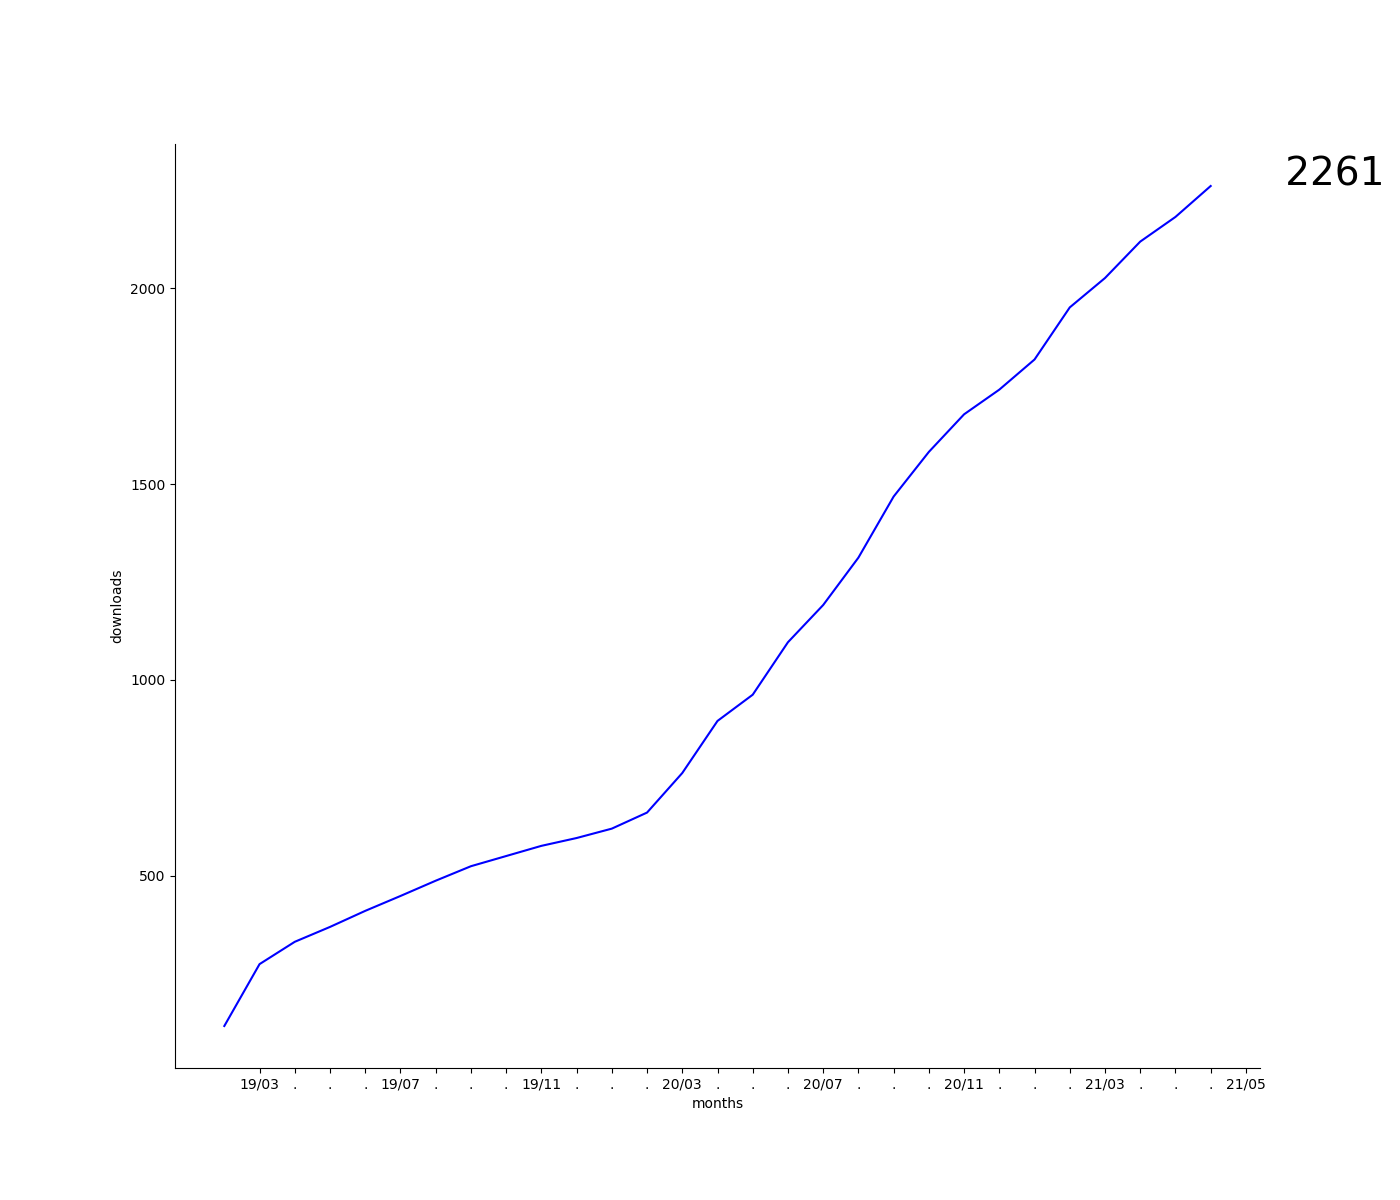 2261
2000
1500
1000
500
downloads
19/03 . . . 19/07 . . . 19/11 . . . 20/03 . . . 20/07 . . . 20/11 . . . 21/03 . . . 21/05
months